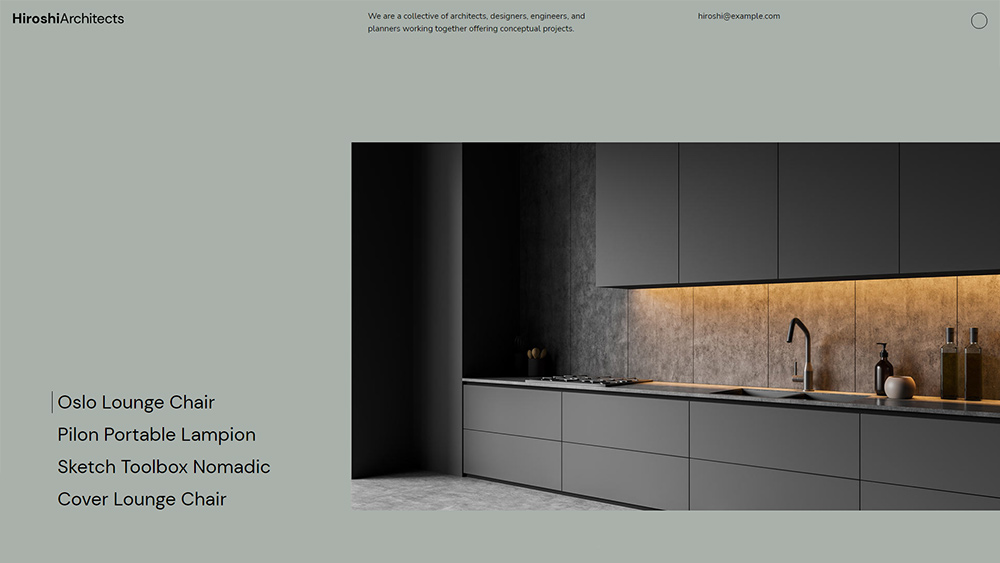 HiroshiArchitects
We are a collective of architects, designers, engineers, and
planners working together offering conceptual projects.
hiroshi@example.com
Oslo Lounge Chair
Pilon Portable Lampion
Sketch Toolbox Nomadic
Cover Lounge Chair